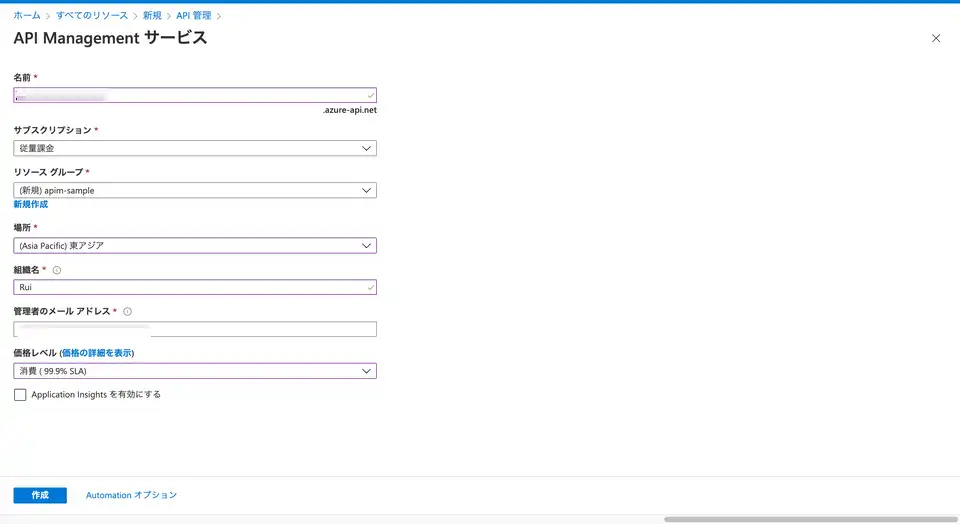 ホーム > すべてのリソース > 新規 > API 管理 >
API Management サービス
名前 *
.azure-api.net
サブスクリプション *
従量課金
リソース グループ *
(新規) apim-sample
新規作成
場所 *
(Asia Pacific) 東アジア
組織名 *
Rui
管理者のメール アドレス *
価格レベル (価格の詳細を表示)
消費 ( 99.9% SLA)
Application Insights を有効にする
作成 Automation オプション